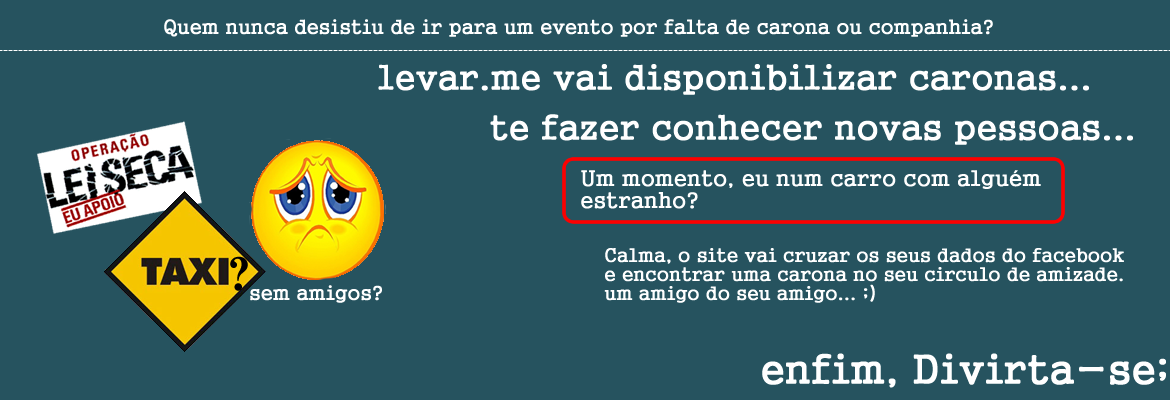 Quem nunca desistiu de ir para um evento por falta de carona ou companhia?
levar.me vai disponibilizar caronas...
te fazer conhecer novas pessoas...
OPERAÇÃO
LEI SECA
EU APOIO
TAXI?
sem amigos?
Um momento, eu num carro com alguém
estranho?
Calma, o site vai cruzar os seus dados do facebook
e encontrar uma carona no seu circulo de amizade.
um amigo do seu amigo... ;)
enfim, Divirta-se;